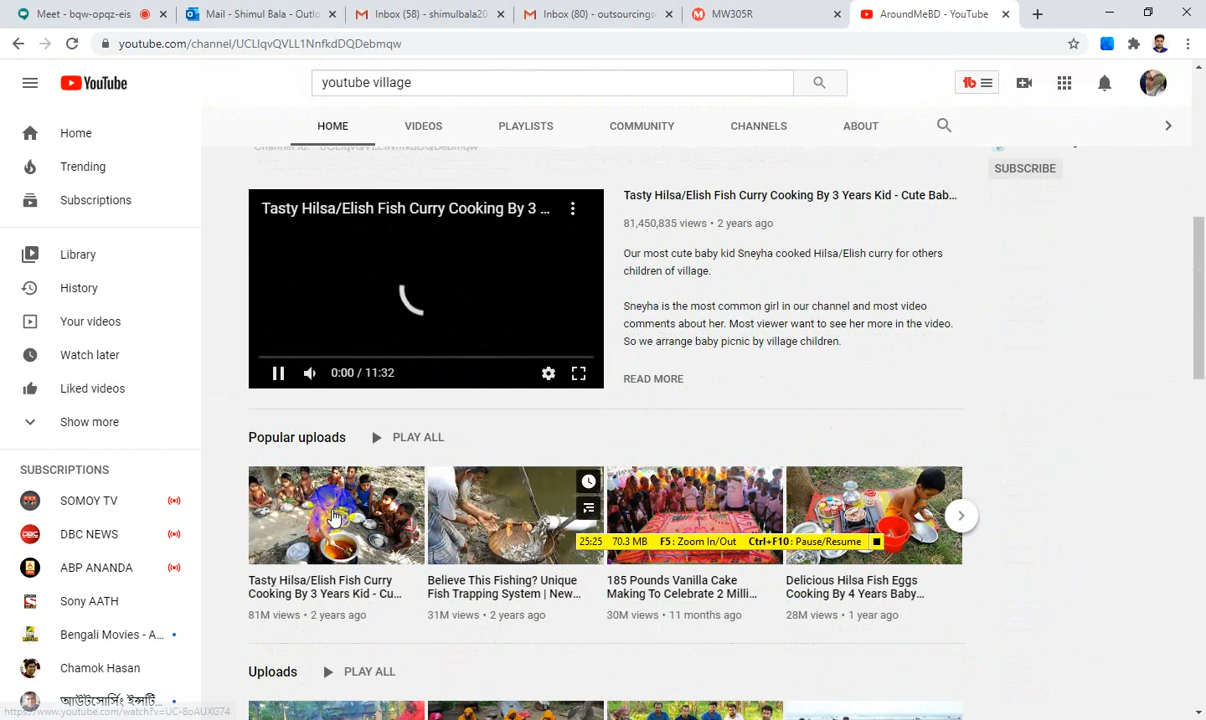 Meet - bqw-opqz-eis
Mail - Shimul Bala - Outlo
Inbox (58) - shimulbala20
Inbox (80) - outsourcingsu
MW305R
AroundMeBD - YouTube
youtube.com/channel/UCLlqvQVLL1NnfkdDQDebmqw
YouTube
youtube village
tb
HOME
VIDEOS
PLAYLISTS
COMMUNITY
CHANNELS
ABOUT
SUBSCRIBE
Home
Trending
Subscriptions
Library
History
Your videos
Watch later
Liked videos
Show more
SUBSCRIPTIONS
SOMOY TV
DBC NEWS
ABP ANANDA
Sony AATH
Bengali Movies - A...
Chamok Hasan
আউটসোর্সিং ইন্সটি...
https://www.youtube.com/watch?v=UC-8oAUXG74
Tasty Hilsa/Elish Fish Curry Cooking By 3 ...
0:00 / 11:32
Tasty Hilsa/Elish Fish Curry Cooking By 3 Years Kid - Cute Bab...
81,450,835 views • 2 years ago
Our most cute baby kid Sneyha cooked Hilsa/Elish curry for others
children of village.
Sneyha is the most common girl in our channel and most video
comments about her. Most viewer want to see her more in the video.
So we arrange baby picnic by village children.
READ MORE
Popular uploads
PLAY ALL
25:25 70.3 MB F5: Zoom In/Out Ctrl+F10: Pause/Resume
Tasty Hilsa/Elish Fish Curry
Cooking By 3 Years Kid - Cu...
81M views • 2 years ago
Believe This Fishing? Unique
Fish Trapping System | New...
31M views • 2 years ago
185 Pounds Vanilla Cake
Making To Celebrate 2 Milli...
30M views • 11 months ago
Delicious Hilsa Fish Eggs
Cooking By 4 Years Baby...
28M views • 1 year ago
Uploads
PLAY ALL